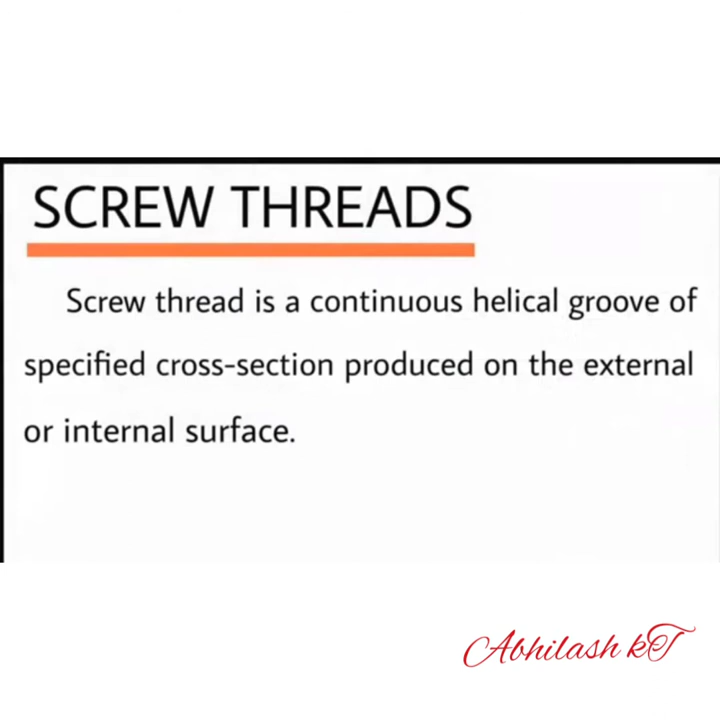 SCREW THREADS
Screw thread is a continuous helical groove of
specified cross-section produced on the external
or internal surface.
Abhilash kT